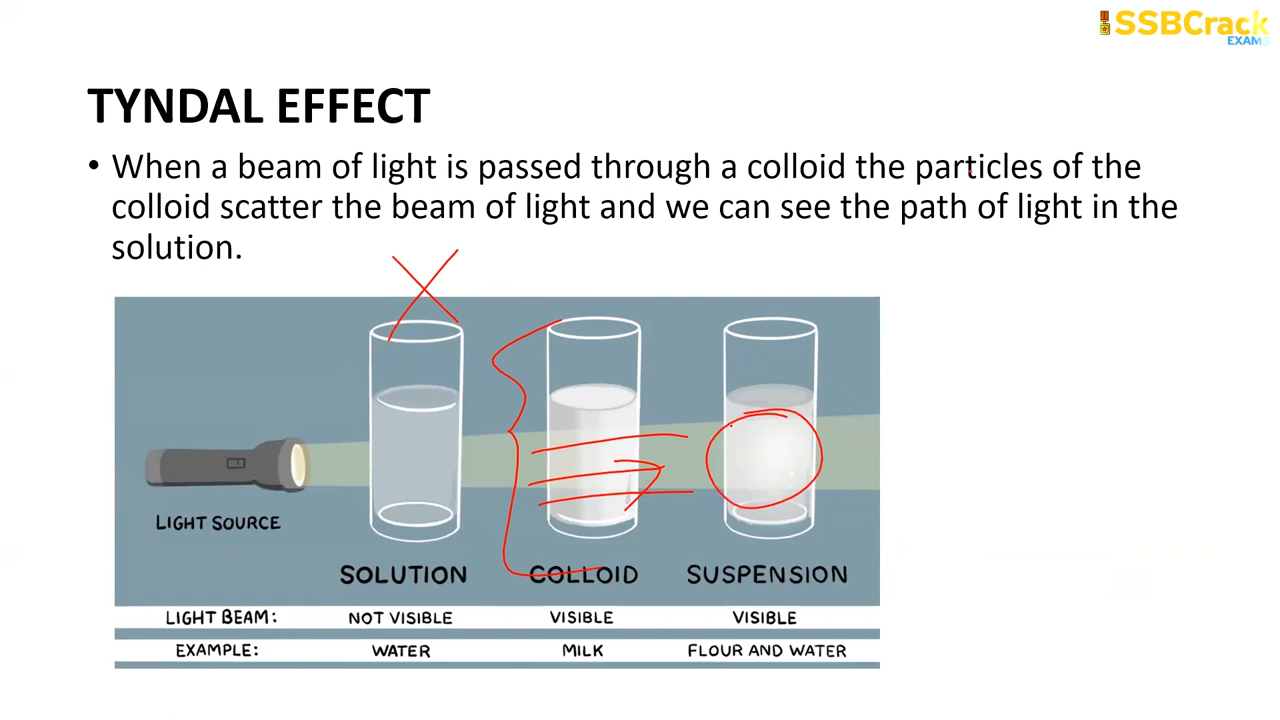 SSBCrack
EXAMS
TYNDAL EFFECT
• When a beam of light is passed through a colloid the particles of the
colloid scatter the beam of light and we can see the path of light in the
solution.
LIGHT SOURCE
SOLUTION COLLOID SUSPENSION
LIGHT BEAM: NOT VISIBLE VISIBLE VISIBLE
EXAMPLE: WATER MILK FLOUR AND WATER